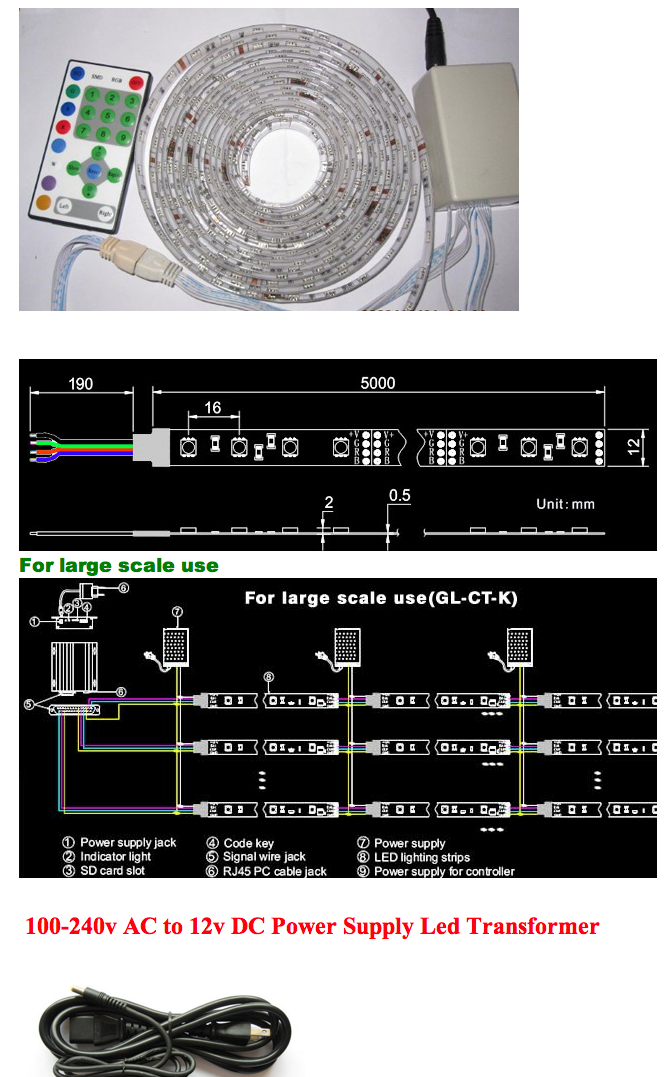 SMD RGB
1 2 3
4 5 6
7 8 9
Left Right
190
5000
16
+V V+
G G
R R
B B
+V V+
G G
R R
B B
12
2
0.5
Unit: mm
For large scale use
For large scale use(GL-CT-K)
⑥
② ③ ④
①
⑦
⑧
⑤
⑥
① Power supply jack
② Indicator light
③ SD card slot
④ Code key
⑤ Signal wire jack
⑥ RJ45 PC cable jack
⑦ Power supply
⑧ LED lighting strips
⑨ Power supply for controller
100-240v AC to 12v DC Power Supply Led Transformer